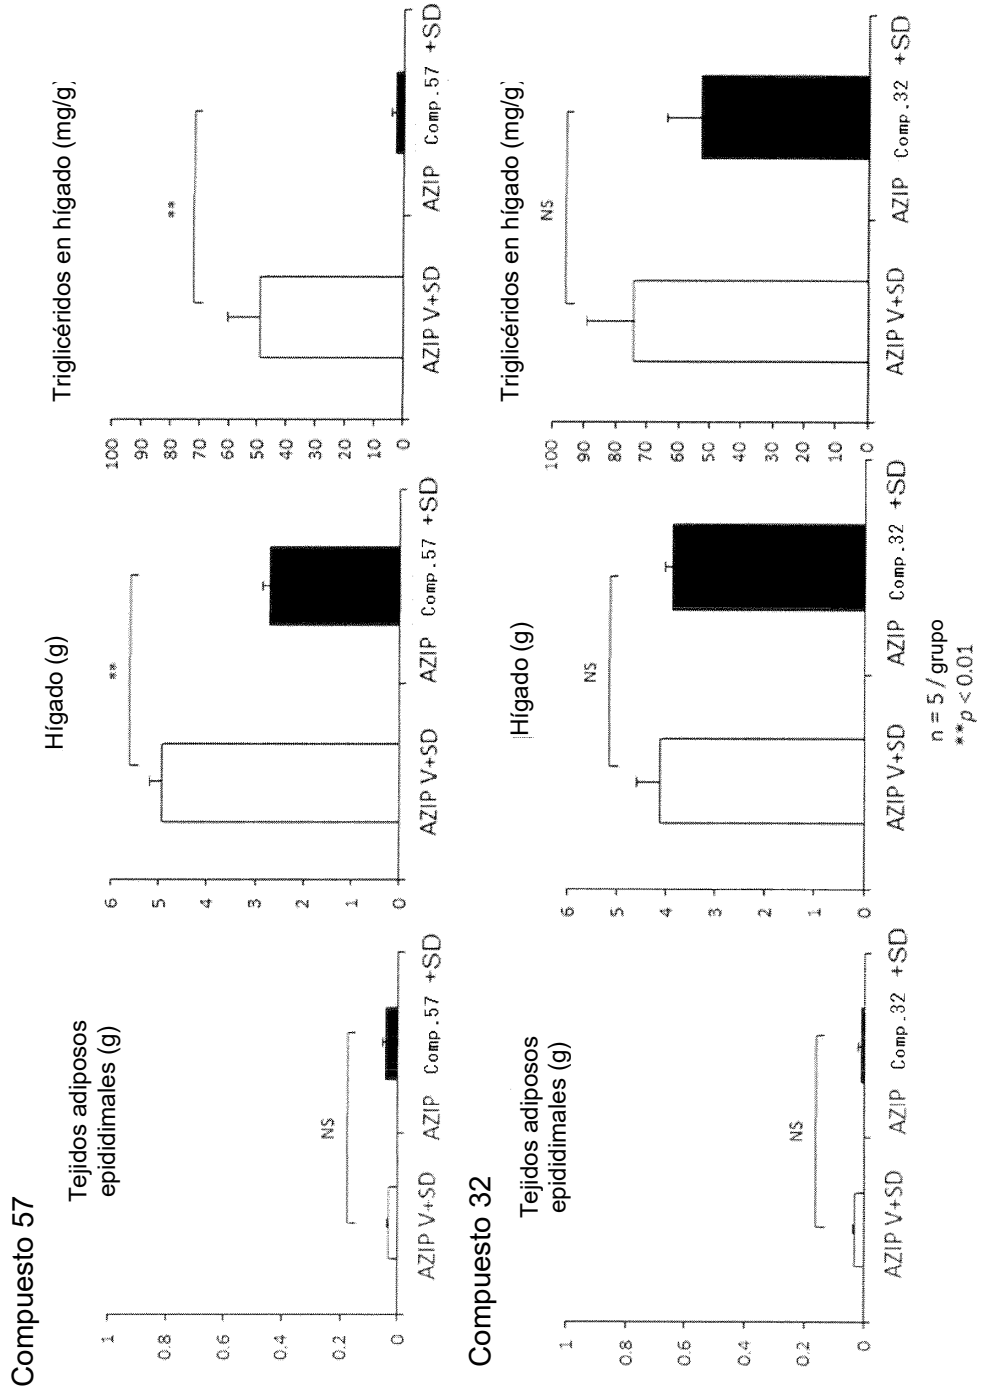 Compuesto 57
Tejidos adiposos
epididimales (g)
1
0.8
0.6
0.4
0.2
0
NS
AZIP V+SD
AZIP Comp.57 +SD
Hígado (g)
6
5
4
3
2
1
0
**
AZIP V+SD
AZIP Comp.57 +SD
Triglicéridos en hígado (mg/g)
100
90
80
70
60
50
40
30
20
10
0
**
AZIP V+SD
AZIP Comp.57 +SD
Compuesto 32
Tejidos adiposos
epididimales (g)
1
0.8
0.6
0.4
0.2
0
NS
AZIP V+SD
AZIP Comp.32 +SD
Hígado (g)
6
5
4
3
2
1
0
NS
AZIP V+SD
AZIP Comp.32 +SD
Triglicéridos en hígado (mg/g)
100
90
80
70
60
50
40
30
20
10
0
NS
AZIP V+SD
AZIP Comp.32 +SD
n = 5 / grupo
**p < 0.01